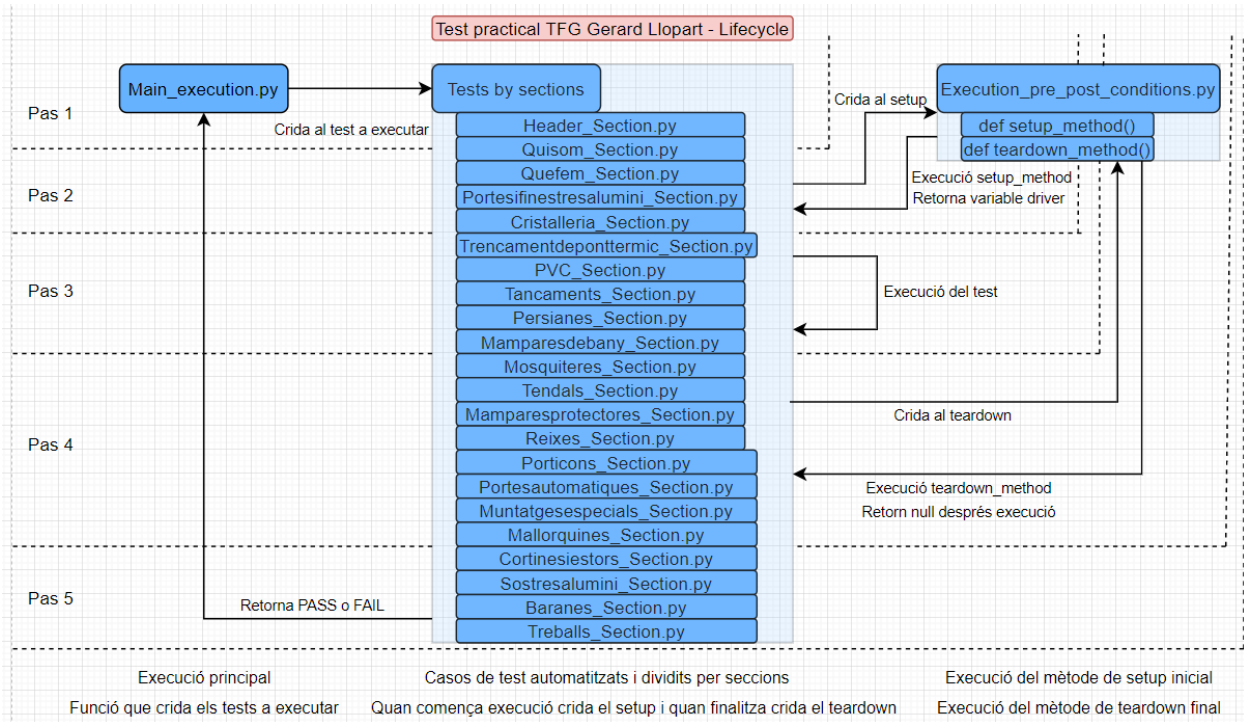 Test practical TFG Gerard Llopart - Lifecycle
Main_execution.py
Tests by sections
Execution_pre_post_conditions.py
Pas 1
Crida al test a executar
Crida al setup
Header_Section.py
def setup_method()
Quisom_Section.py
def teardown_method()
Quefem_Section.py
Execució setup_method
Pas 2
Portesifinestresalumini_Section.py
Retorna variable driver
Cristalleria_Section.py
Trencamentdeponttermic_Section.py
PVC_Section.py
Pas 3
Tancaments_Section.py
Execució del test
Persianes_Section.py
Mamparesdebany_Section.py
Mosquiteres_Section.py
Tendals_Section.py
Mamparesprotectores_Section.py
Crida al teardown
Reixes_Section.py
Pas 4
Porticons_Section.py
Portesautomatiques_Section.py
Execució teardown_method
Muntatgesespecials_Section.py
Retorn null després execució
Mallorquines_Section.py
Cortinesiestors_Section.py
Sostresalumini_Section.py
Pas 5
Retorna PASS o FAIL
Baranes_Section.py
Treballs_Section.py
Execució principal
Casos de test automatitzats i dividits per seccions
Execució del mètode de setup inicial
Funció que crida els tests a executar
Quan comença execució crida el setup i quan finalitza crida el teardown
Execució del mètode de teardown final